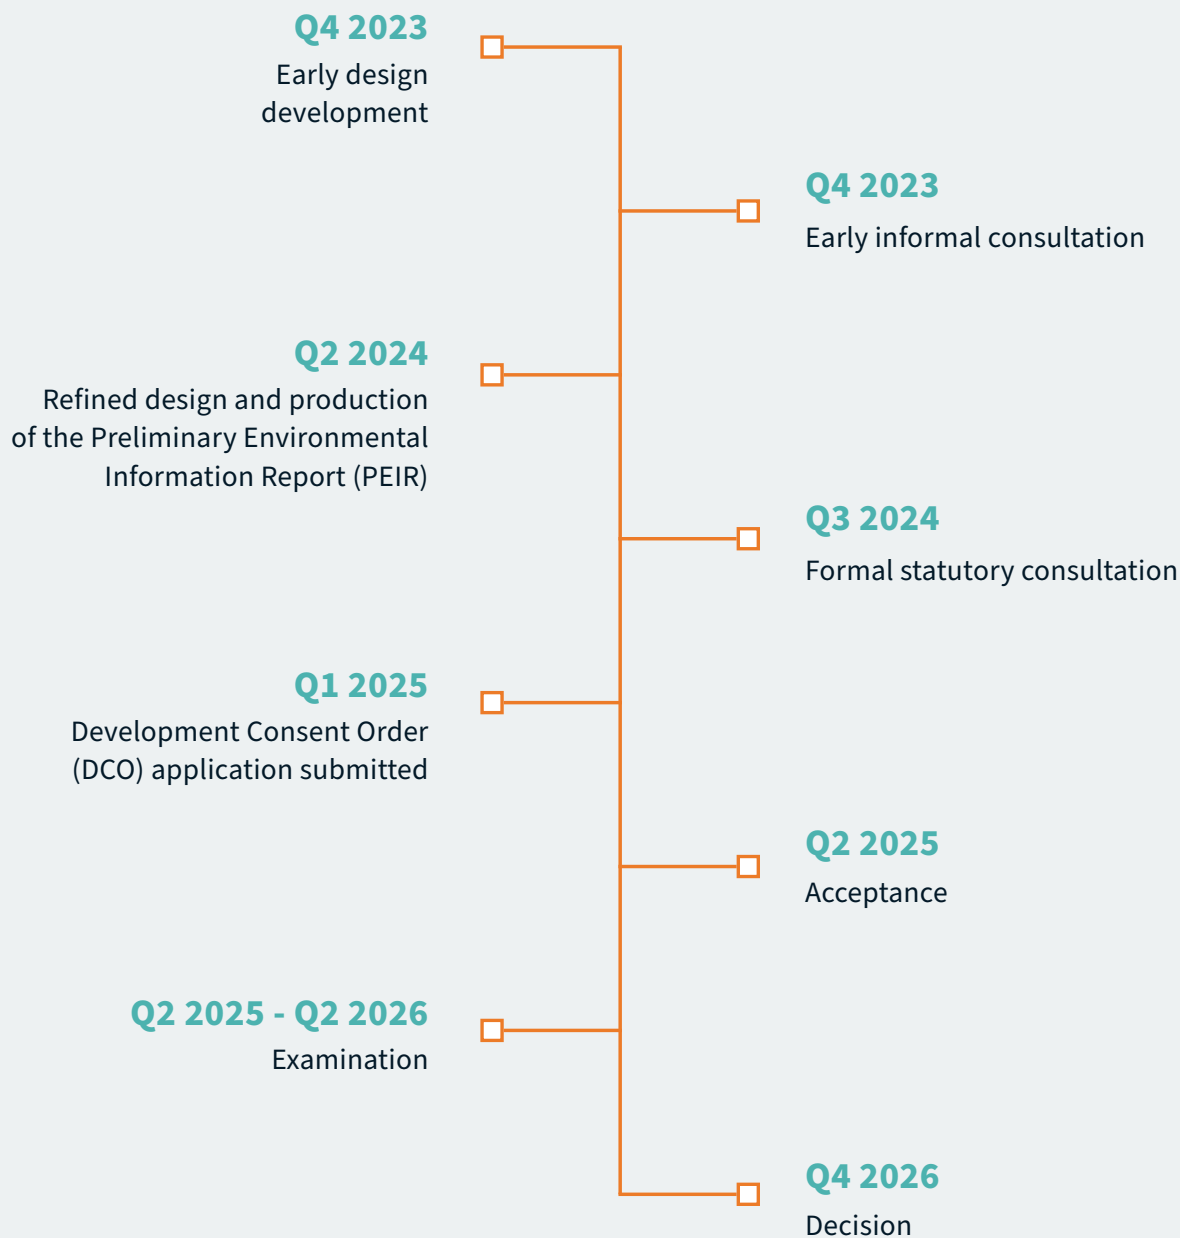 Q4 2023
Early design
development
Q4 2023
Early informal consultation
Q2 2024
Refined design and production
of the Preliminary Environmental
Information Report (PEIR)
Q3 2024
Formal statutory consultation
Q1 2025
Development Consent Order
(DCO) application submitted
Q2 2025
Acceptance
Q2 2025 - Q2 2026
Examination
Q4 2026
Decision